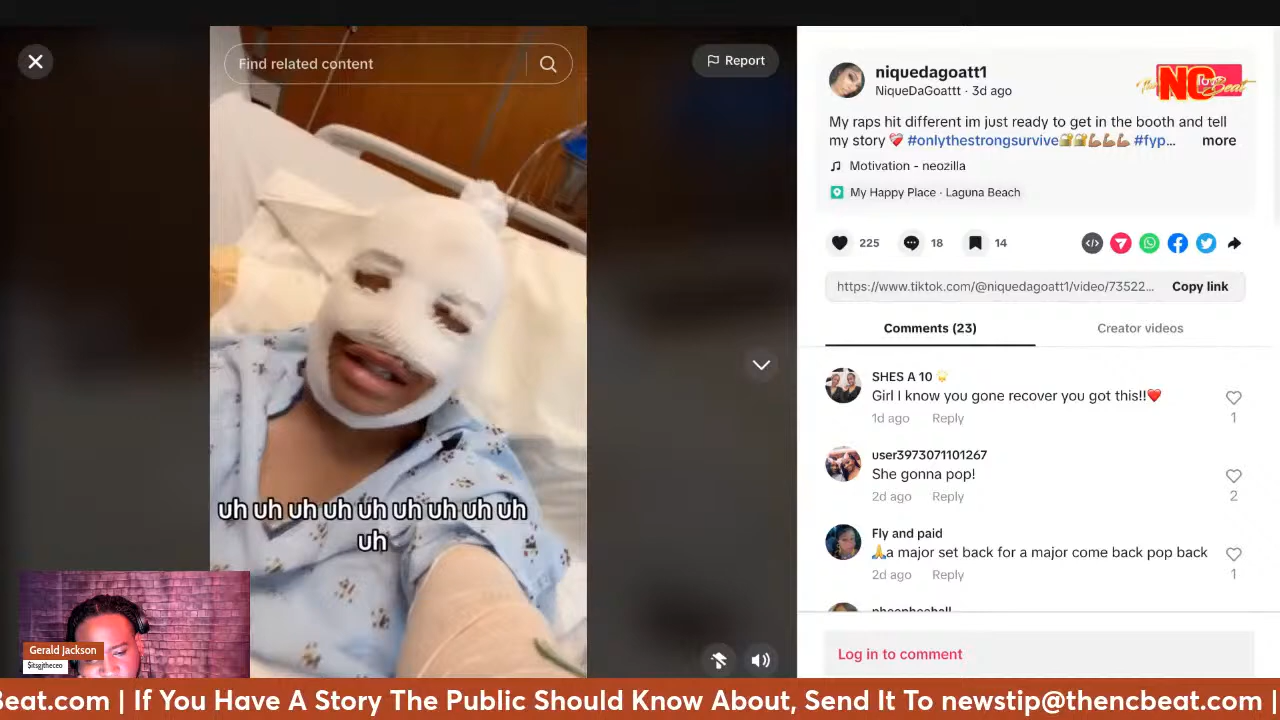 Find related content
Report
niquedagoatt1
NiqueDaGoattt · 3d ago
The NC Beat
My raps hit different im just ready to get in the booth and tell
my story ❤️‍🩹 #onlythestrongsurvive🔐🔐💪🏽💪🏽💪🏽 #fyp... more
Motivation - neozilla
My Happy Place · Laguna Beach
225 18 14
https://www.tiktok.com/@niquedagoatt1/video/73522... Copy link
Comments (23) Creator videos
SHES A 10
Girl I know you gone recover you got this!!❤️
1d ago Reply 1
user3973071101267
She gonna pop!
2d ago Reply 2
Fly and paid
🙏a major set back for a major come back pop back
2d ago Reply 1
Log in to comment
uh uh uh uh uh uh uh uh uh
uh
Gerald Jackson
$itsgjtheceo
Beat.com | If You Have A Story The Public Should Know About, Send It To newstip@thencbeat.com |